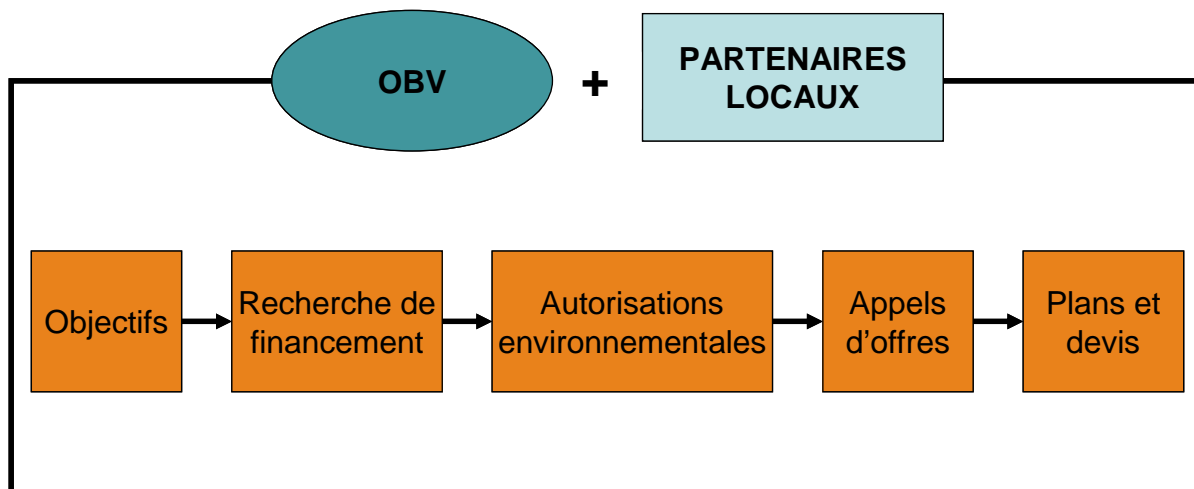 OBV
+
PARTENAIRES
LOCAUX
Objectifs
Recherche de
financement
Autorisations
environnementales
Appels
d’offres
Plans et
devis